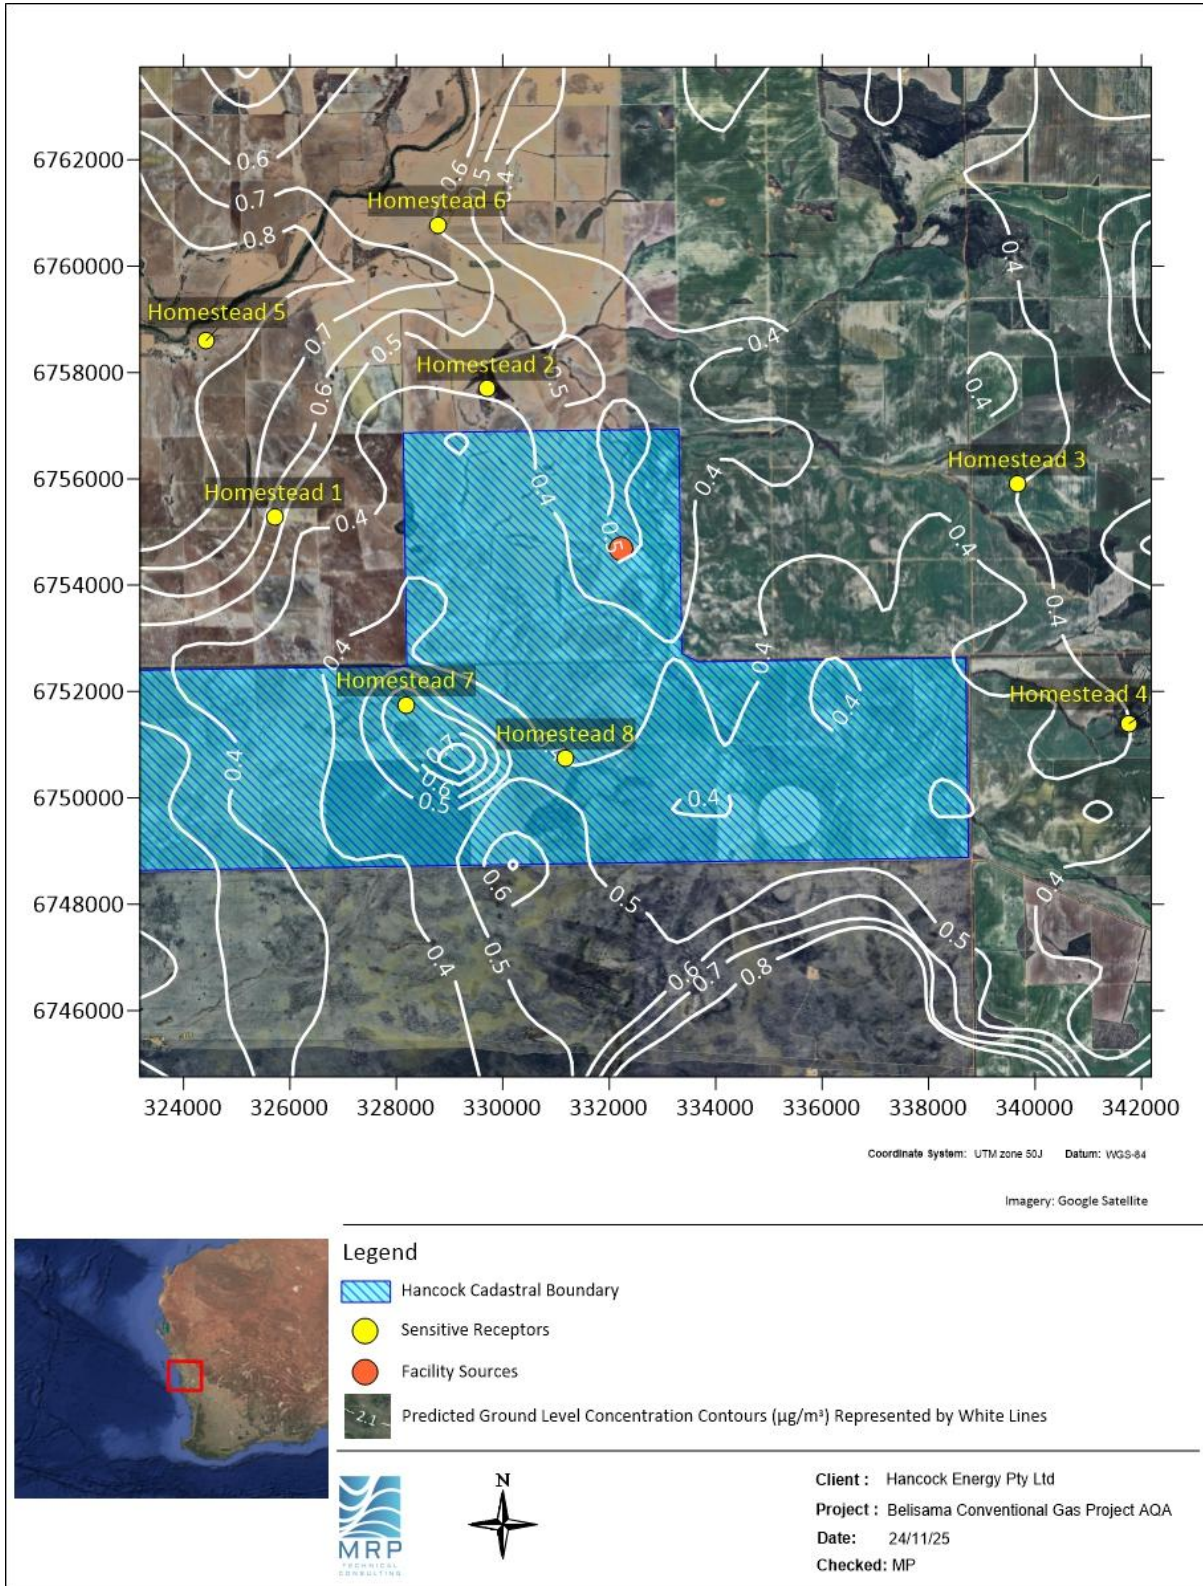 6762000
6760000
6758000
6756000
6754000
6752000
6750000
6748000
6746000
324000 326000 328000 330000 332000 334000 336000 338000 340000 342000
0.6
0.7
0.8
0.6
0.5
0.4
Homestead 6
0.4
Homestead 5
0.7
0.5
0.4
Homestead 2
0.5
0.6
0.4
Homestead 3
Homestead 1
0.4
0.4
0.4
0.5
0.4
0.4
0.4
0.4
Homestead 7
0.4
Homestead 4
Homestead 8
0.4
0.7
0.4
0.6
0.5
0.4
0.6
0.5
0.4
0.5
0.4
0.5
0.6
0.7
0.8
Coordinate System: UTM zone 50J Datum: WGS-84
Imagery: Google Satellite
Legend
Hancock Cadastral Boundary
Sensitive Receptors
Facility Sources
2.1
Predicted Ground Level Concentration Contours (µg/m³) Represented by White Lines
MRP
TECHNICAL
CONSULTING
N
Client : Hancock Energy Pty Ltd
Project : Belisama Conventional Gas Project AQA
Date: 24/11/25
Checked: MP